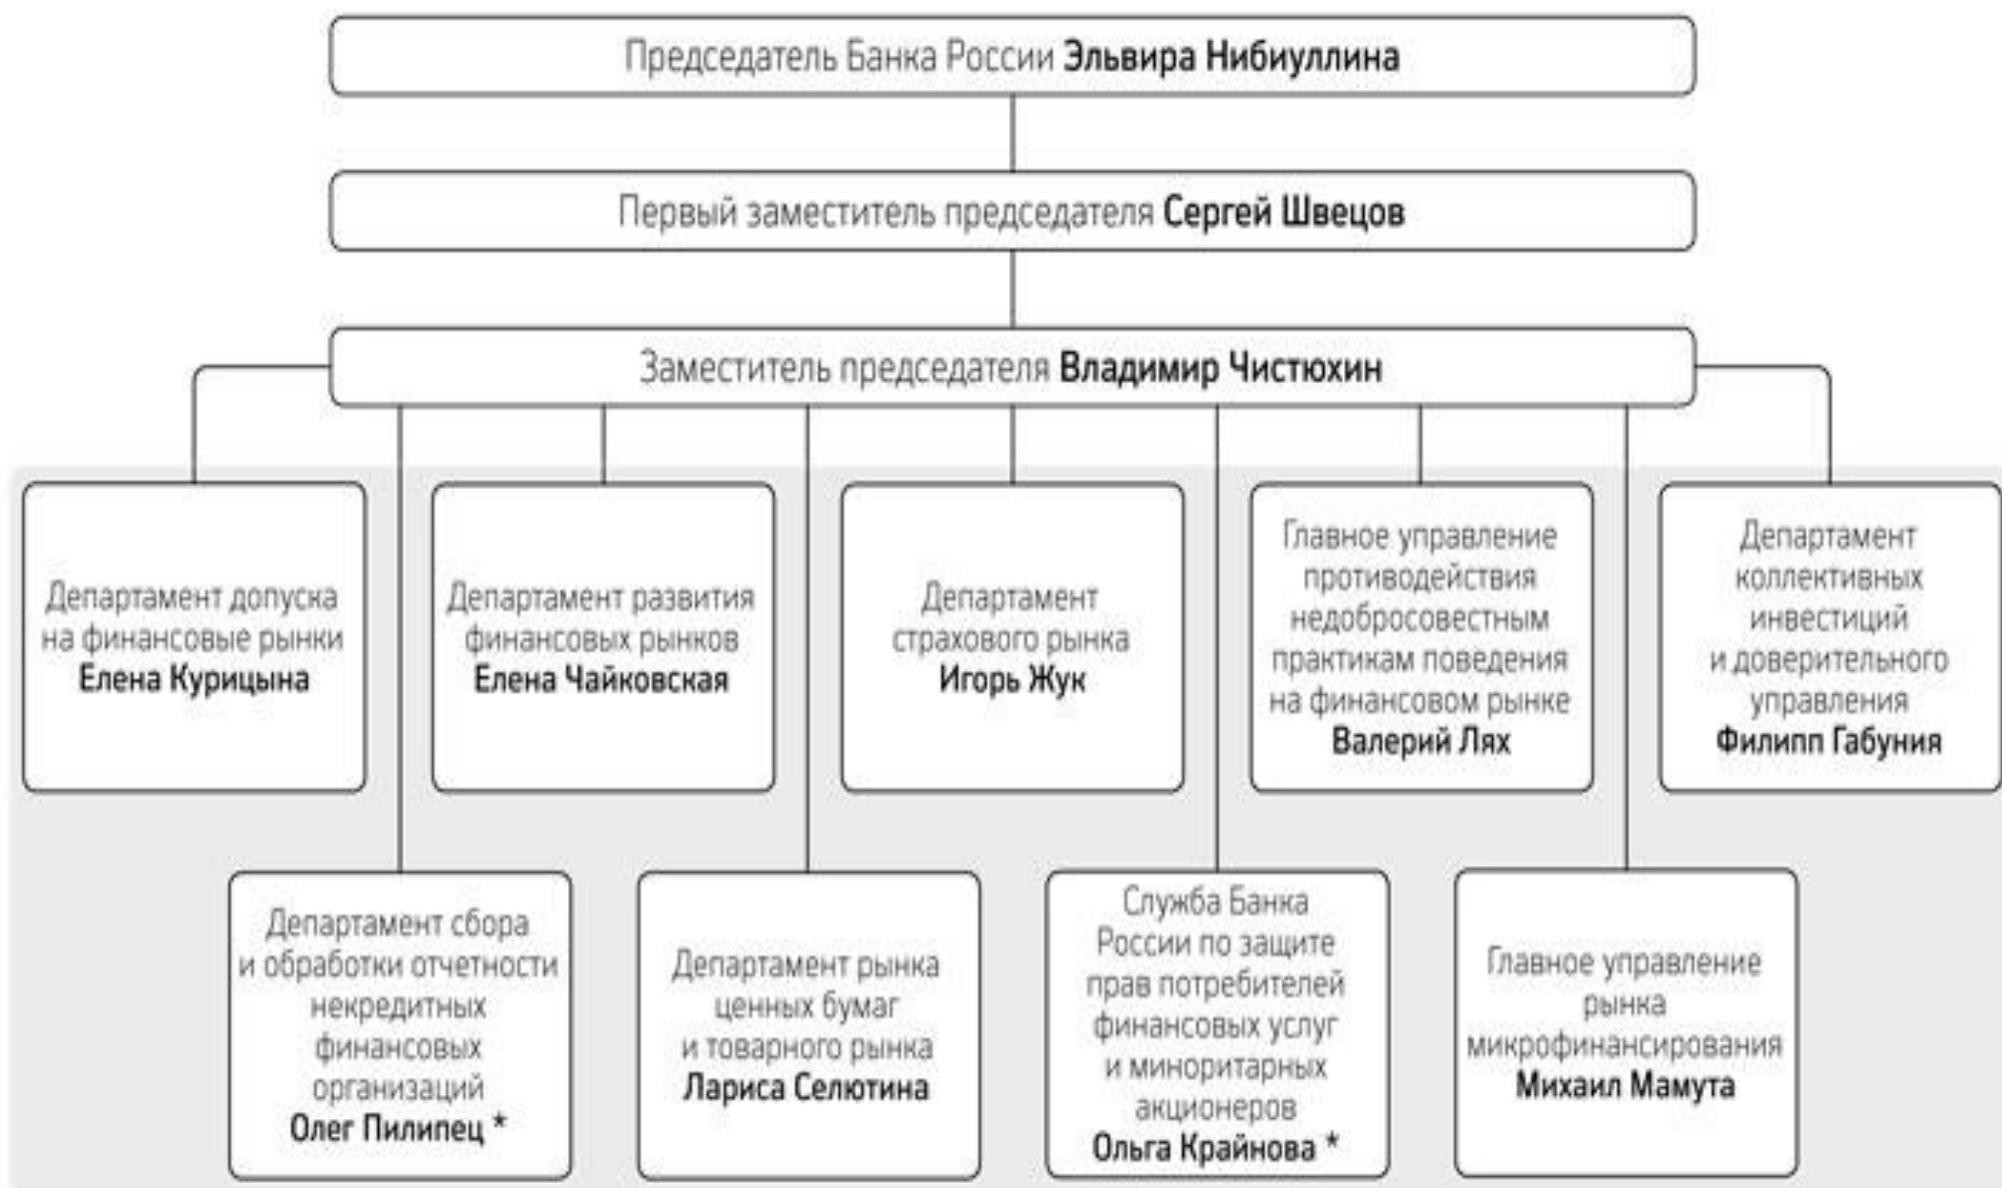 Председатель Банка России Эльвира Нибиуллина
Первый заместитель председателя Сергей Швецов
Заместитель председателя Владимир Чистюхин
Департамент допуска
на финансовые рынки
Елена Курицына
Департамент развития
финансовых рынков
Елена Чайковская
Департамент
страхового рынка
Игорь Жук
Главное управление
противодействия
недобросовестным
практикам поведения
на финансовом рынке
Валерий Лях
Департамент
коллективных
инвестиций
и доверительного
управления
Филипп Габуния
Департамент сбора
и обработки отчетности
некредитных
финансовых
организаций
Олег Пилипец *
Департамент рынка
ценных бумаг
и товарного рынка
Лариса Селютина
Служба Банка
России по защите
прав потребителей
финансовых услуг
и миноритарных
акционеров
Ольга Крайнова *
Главное управление
рынка
микрофинансирования
Михаил Мамута